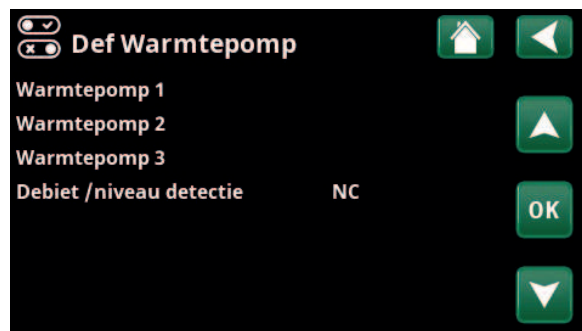 Def Warmtepomp
Warmtepomp 1
Warmtepomp 2
Warmtepomp 3
Debiet /niveau detectie NC
OK